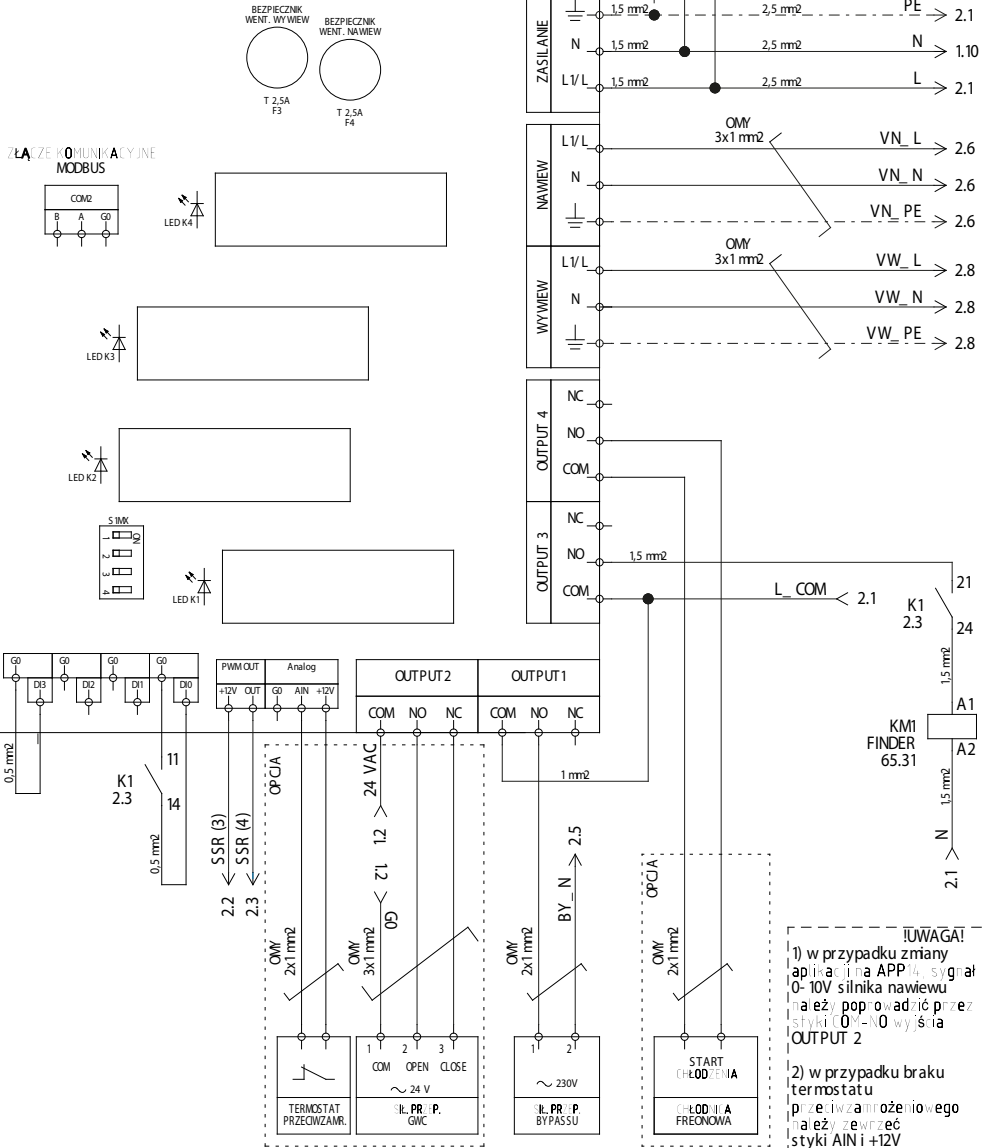 BEZPIECZNIK
WENT. WYWIEW
T 2,5A
F3
BEZPIECZNIK
WENT. NAWIEW
T 2,5A
F4
ZŁĄCZE KOMUNIKACYJNE
MODBUS
COM2
B A G0
LED K4
LED K3
LED K2
S1MX
ON
1
2
3
4
LED K1
ZASILANIE
1,5 mm2 2,5 mm2 PE 2.1
N 1,5 mm2 2,5 mm2 N 1.10
L1/L 1,5 mm2 2,5 mm2 L 2.1
NAWIEW
OMY
3x1 mm2
L1/L VN_L 2.6
N VN_N 2.6
VN_PE 2.6
WYWIEW
OMY
3x1 mm2
L1/L VW_L 2.8
N VW_N 2.8
VW_PE 2.8
OUTPUT 4
NC
NO
COM
OUTPUT 3
NC
NO 1,5 mm2
COM L_COM 2.1
21
K1
2.3
24
1,5 mm2
A1
KM1
FINDER
65.31
A2
1,5 mm2
N
2.1
G0 G0 G0 G0
DI3 DI2 DI1 DI0
PWM OUT Analog
+12V OUT G0 AIN +12V
OUTPUT2 OUTPUT1
COM NO NC COM NO NC
0,5 mm2
11
K1
2.3
14
0,5 mm2
SSR (3)
2.2
SSR (4)
2.3
OPCJA
24 VAC
2.1
1.2
G0
1 mm2
2.5
BY_N
OPCJA
OMY
2x1 mm2
OMY
3x1 mm2
OMY
2x1 mm2
OMY
2x1 mm2
TERMOSTAT
PRZECIWZAMR.
1 2 3
COM OPEN CLOSE
24 V
SIŁ. PRZEP.
GWC
1 2
230V
SIŁ. PRZEP.
BYPASSU
START
CHŁODZENIA
CHŁODNICA
FREONOWA
!UWAGA!
1) w przypadku zmiany
aplikacji na APP14, sygnał
0-10V silnika nawiewu
należy poprowadzić przez
styki COM-NO wyjścia
OUTPUT 2
2) w przypadku braku
termostatu
przeciwzamrożeniowego
należy zewrzeć
styki AIN i +12V